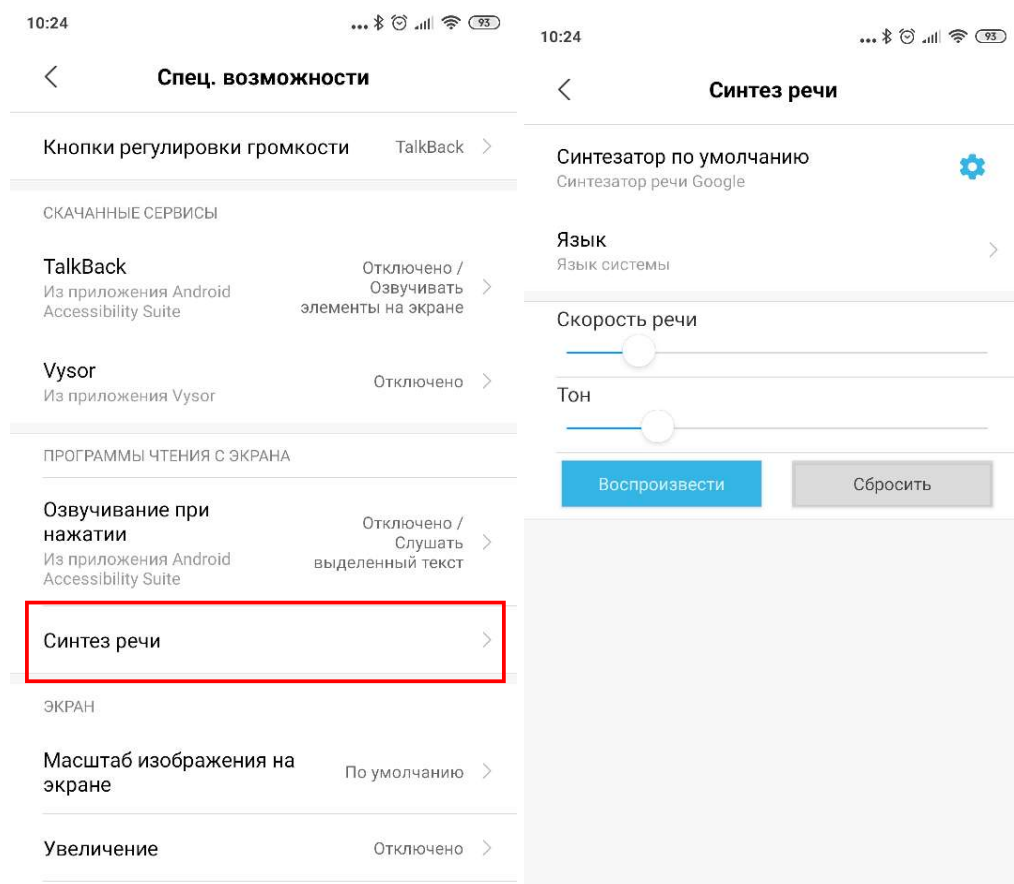 10:24
93
Спец. возможности
Кнопки регулировки громкости
TalkBack
СКАЧАННЫЕ СЕРВИСЫ
TalkBack
Из приложения Android
Accessibility Suite
Отключено /
Озвучивать
элементы на экране
Vysor
Из приложения Vysor
Отключено
ПРОГРАММЫ ЧТЕНИЯ С ЭКРАНА
Озвучивание при
нажатии
Из приложения Android
Accessibility Suite
Отключено /
Слушать
выделенный текст
Синтез речи
ЭКРАН
Масштаб изображения на
экране
По умолчанию
Увеличение
Отключено
10:24
93
Синтез речи
Синтезатор по умолчанию
Синтезатор речи Google
Язык
Язык системы
Скорость речи
Тон
Воспроизвести
Сбросить